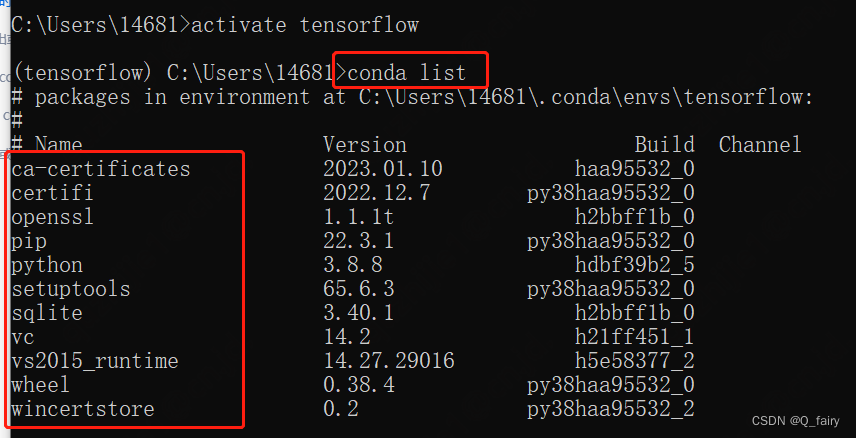 C:\Users\14681>activate tensorflow
(tensorflow) C:\Users\14681>conda list
# packages in environment at C:\Users\14681\.conda\envs\tensorflow:
#
# Name                    Version                   Build  Channel
ca-certificates           2023.01.10           haa95532_0
certifi                   2022.12.7        py38haa95532_0
openssl                   1.1.1t               h2bbff1b_0
pip                       22.3.1           py38haa95532_0
python                    3.8.8                hdbf39b2_5
setuptools                65.6.3           py38haa95532_0
sqlite                    3.40.1               h2bbff1b_0
vc                        14.2                 h21ff451_1
vs2015_runtime            14.27.29016          h5e58377_2
wheel                     0.38.4           py38haa95532_0
wincertstore              0.2              py38haa95532_2
CSDN @Q_fairy